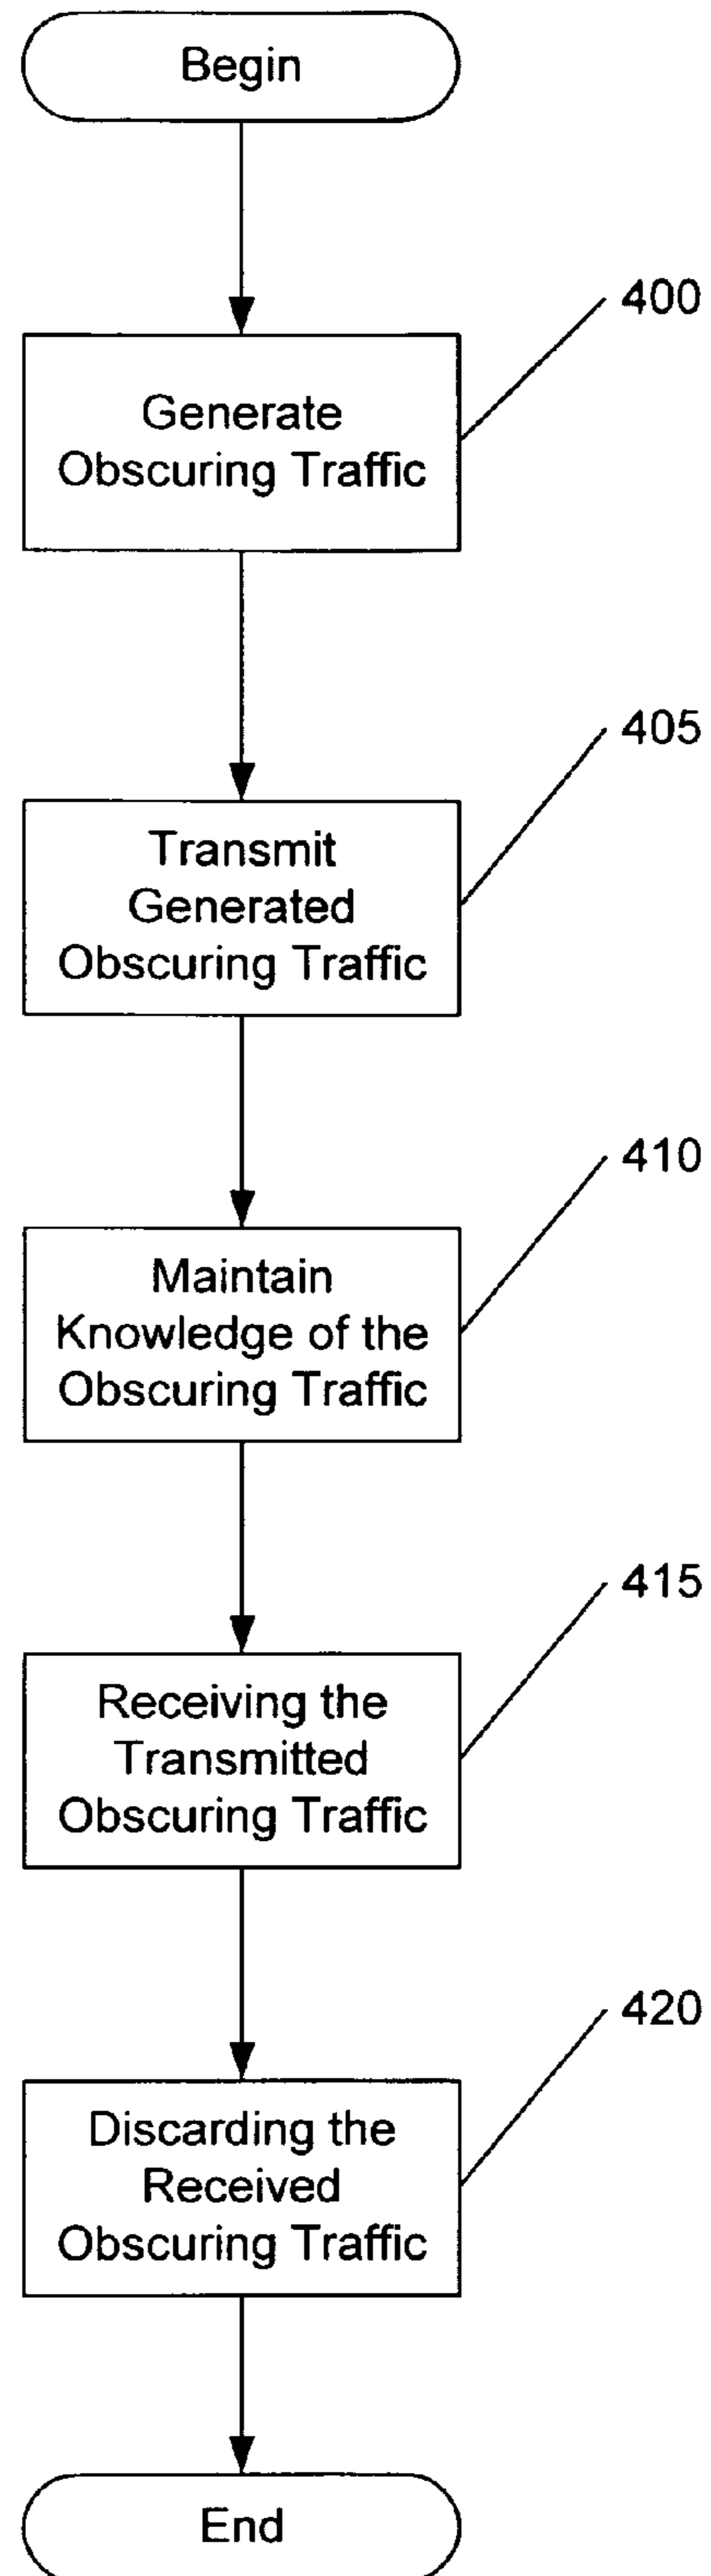 Begin
400
Generate
Obscuring Traffic
405
Transmit
Generated
Obscuring Traffic
410
Maintain
Knowledge of the
Obscuring Traffic
415
Receiving the
Transmitted
Obscuring Traffic
420
Discarding the
Received
Obscuring Traffic
End